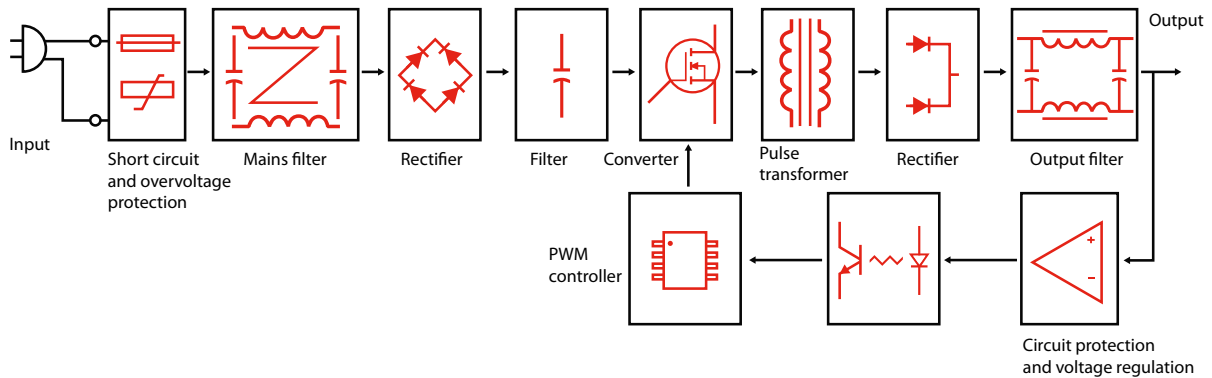 Output
Input
Short circuit
and overvoltage
protection
Mains filter
Rectifier
Filter
Converter
Pulse
transformer
Rectifier
Output filter
PWM
controller
+
−
Circuit protection
and voltage regulation